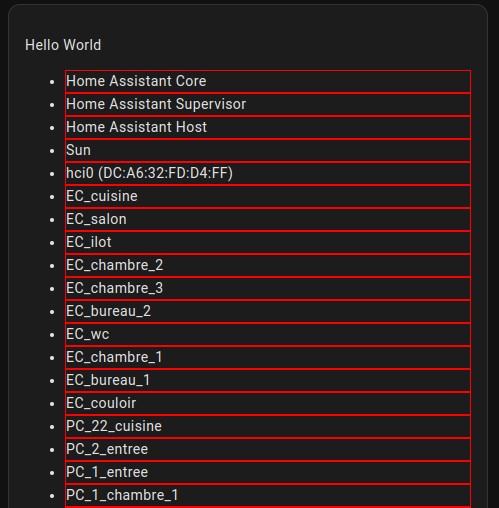 Hello World
Home Assistant Core
Home Assistant Supervisor
Home Assistant Host
Sun
hci0 (DC:A6:32:FD:D4:FF)
EC_cuisine
EC_salon
EC_ilot
EC_chambre_2
EC_chambre_3
EC_bureau_2
EC_wc
EC_chambre_1
EC_bureau_1
EC_couloir
PC_22_cuisine
PC_2_entree
PC_1_entree
PC_1_chambre_1